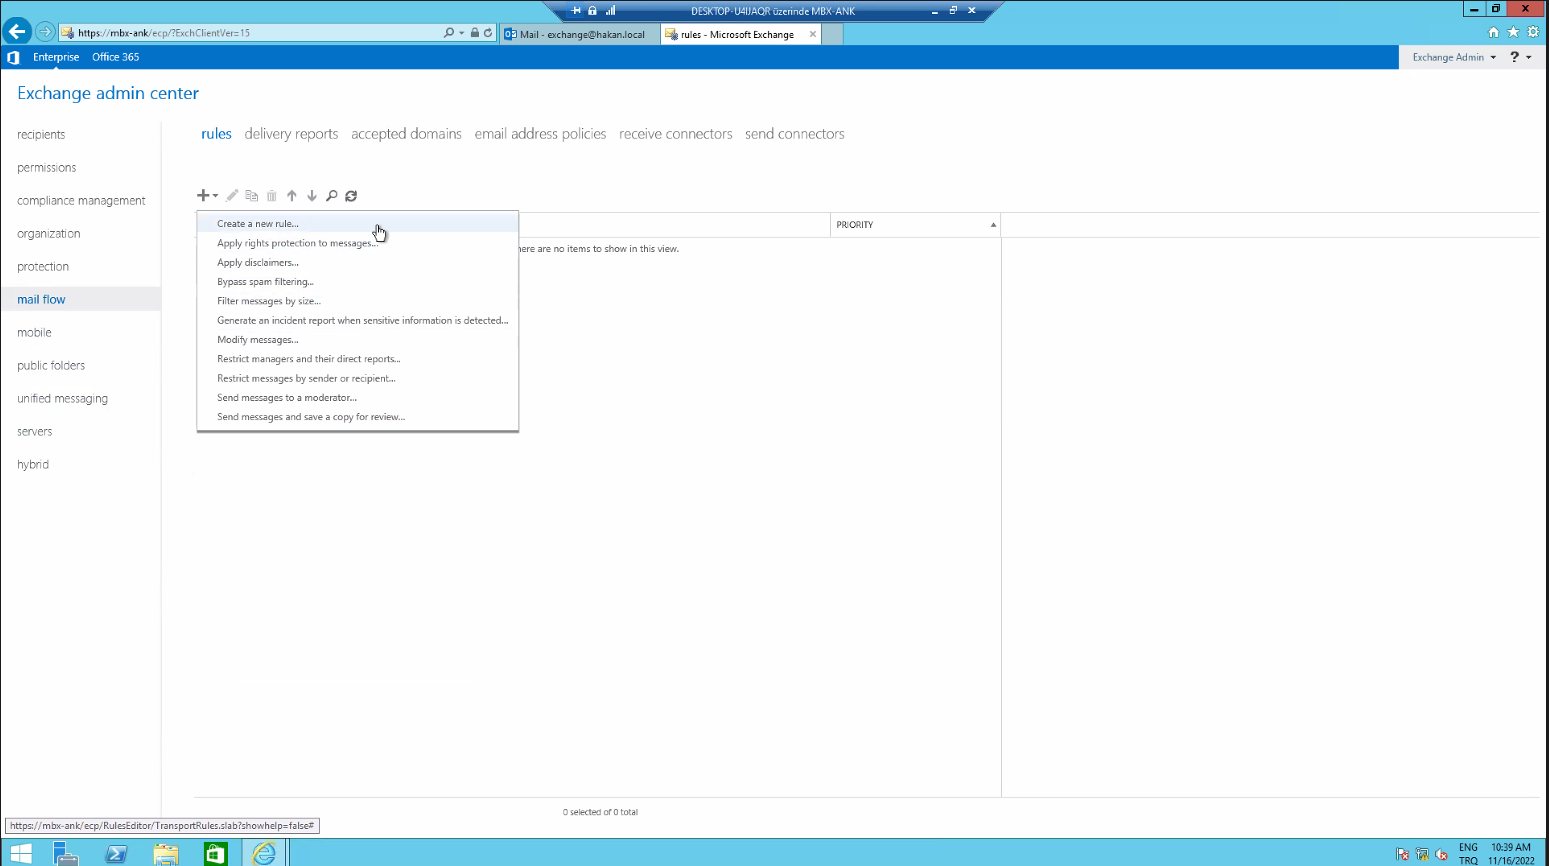 DESKTOP-U4IJAQR üzerinde MBX-ANK
https://mbx-ank/ecp/?ExchClientVer=15
Mail - exchange@hakan.local
rules - Microsoft Exchange
Enterprise Office 365
Exchange Admin ?
Exchange admin center
recipients
permissions
compliance management
organization
protection
mail flow
mobile
public folders
unified messaging
servers
hybrid
rules delivery reports accepted domains email address policies receive connectors send connectors
PRIORITY
here are no items to show in this view.
Create a new rule...
Apply rights protection to messages...
Apply disclaimers...
Bypass spam filtering...
Filter messages by size...
Generate an incident report when sensitive information is detected...
Modify messages...
Restrict managers and their direct reports...
Restrict messages by sender or recipient...
Send messages to a moderator...
Send messages and save a copy for review...
0 selected of 0 total
https://mbx-ank/ecp/RulesEditor/TransportRules.slab?showhelp=false#
ENG 10:39 AM
TRQ 11/16/2022